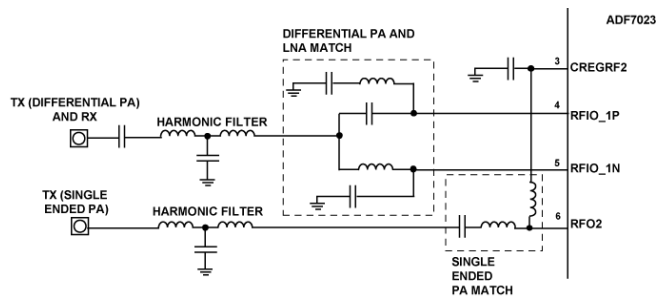 ADF7023
DIFFERENTIAL PA AND
LNA MATCH
3
CREGRF2
TX (DIFFERENTIAL PA)
AND RX
HARMONIC FILTER
4
RFIO_1P
5
RFIO_1N
TX (SINGLE
ENDED PA)
HARMONIC FILTER
6
RFO2
SINGLE
ENDED
PA MATCH